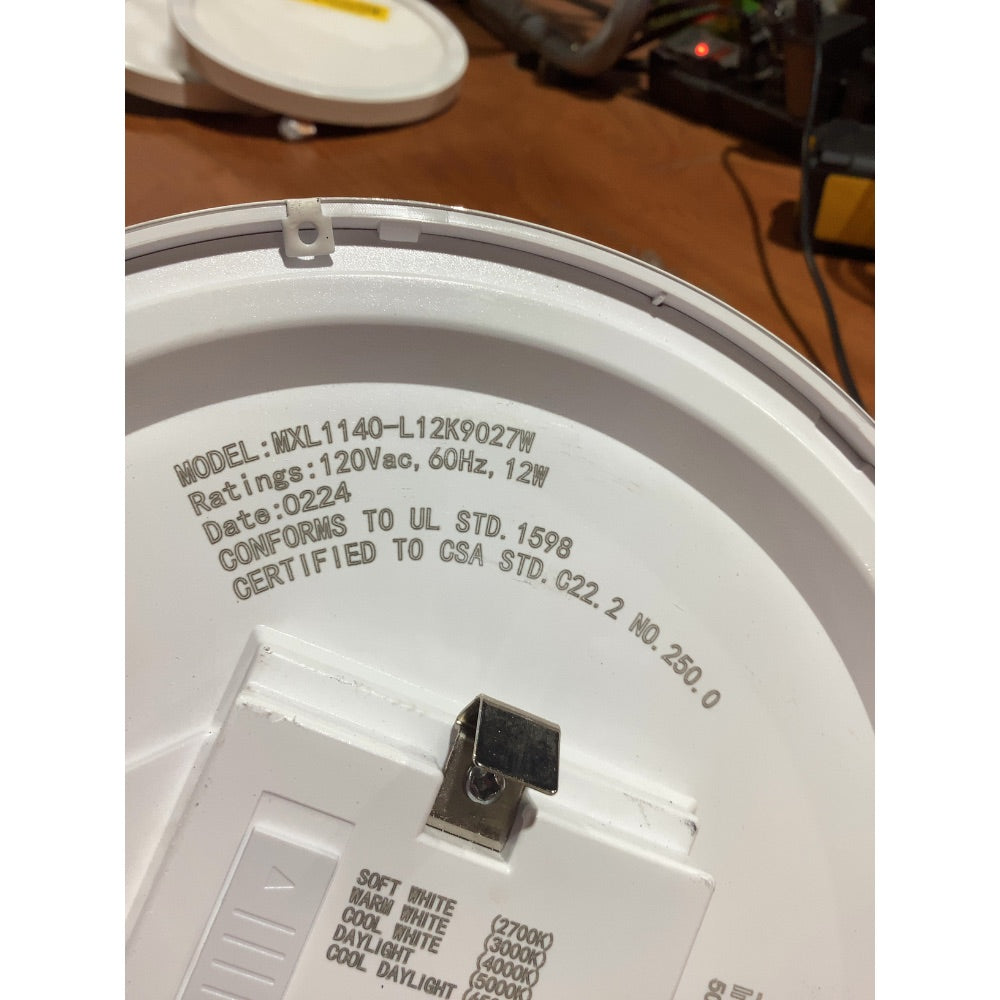 MODEL:MXL1140-L12K9027W
Ratings:120Vac, 60Hz, 12W
Date:0224
CONFORMS TO UL STD. 1598
CERTIFIED TO CSA STD. C22.2 NO. 250.0
SOFT WHITE (2700K)
WARM WHITE (3000K)
COOL WHITE (4000K)
DAYLIGHT (5000K)
COOL DAYLIGHT